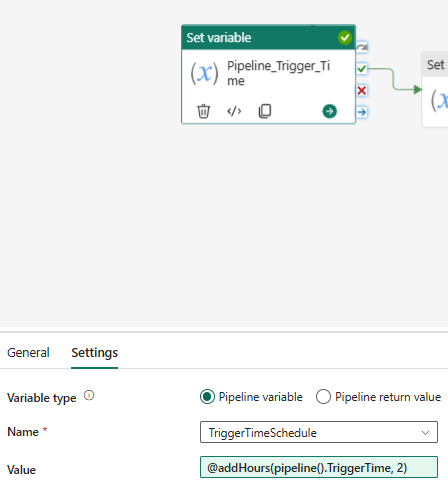 Set variable
Set
(x)
Pipeline_Trigger_Ti
me
General
Settings
Variable type
Pipeline variable
Pipeline return value
Name *
TriggerTimeSchedule
Value
@addHours(pipeline().TriggerTime, 2)